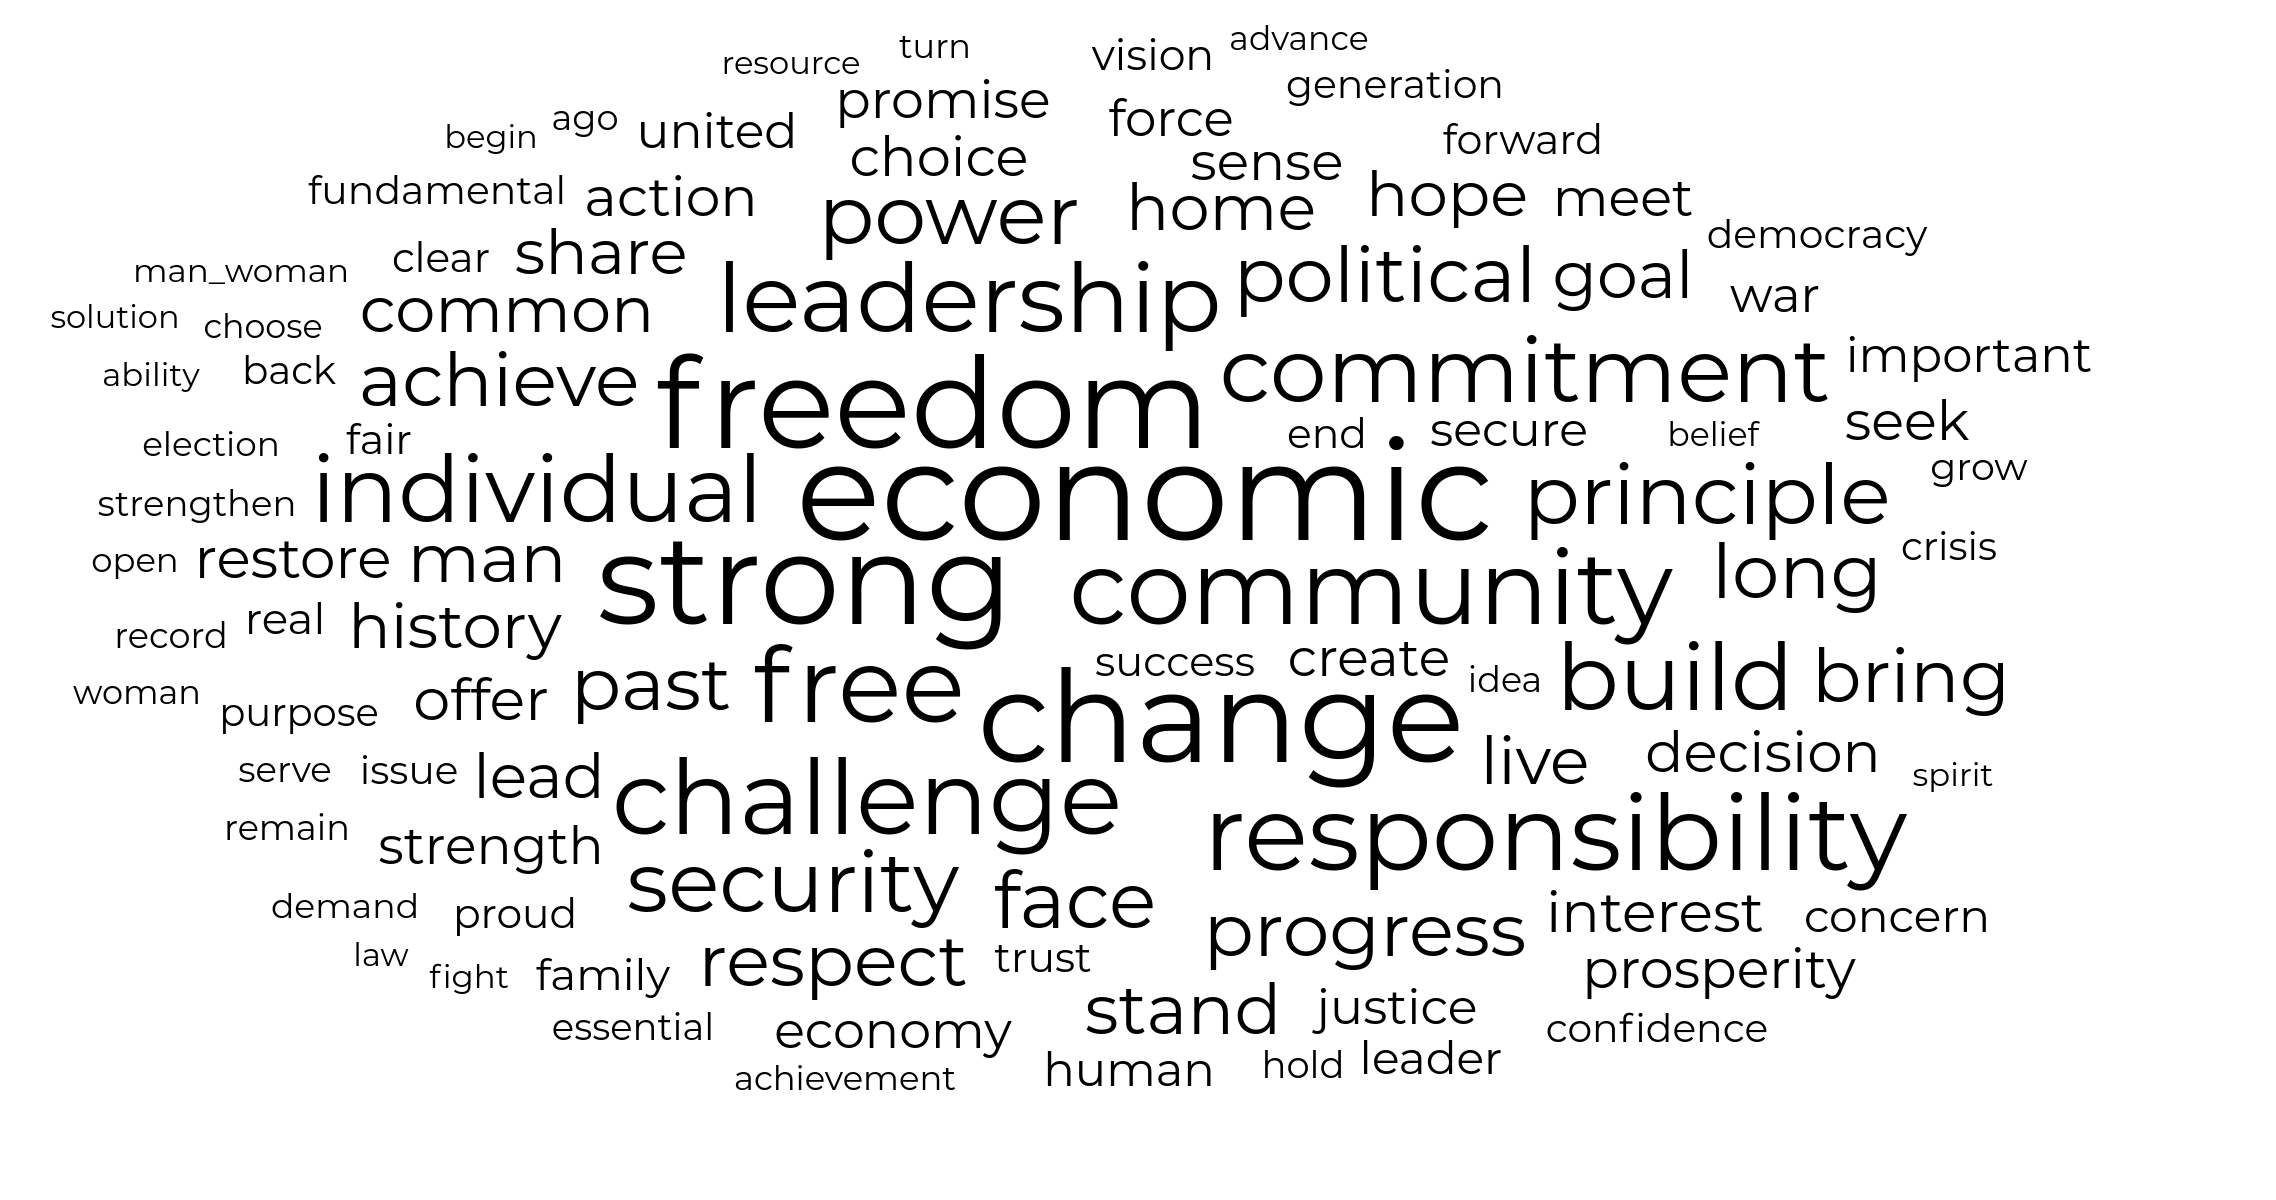 resource turn vision advance
promise generation
begin ago united force forward
choice sense
fundamental action power home hope meet
clear share democracy
man_woman leadership political goal
solution choose common war
ability back achieve freedom commitment important
election fair end secure belief seek
strengthen individual economic principle grow
open restore man strong community long crisis
record real history
success create idea
woman purpose offer past free change build bring
serve issue lead challenge live decision spirit
remain strength responsibility
demand proud security face progress interest concern
law fight family respect trust prosperity
essential economy stand justice confidence
achievement human hold leader